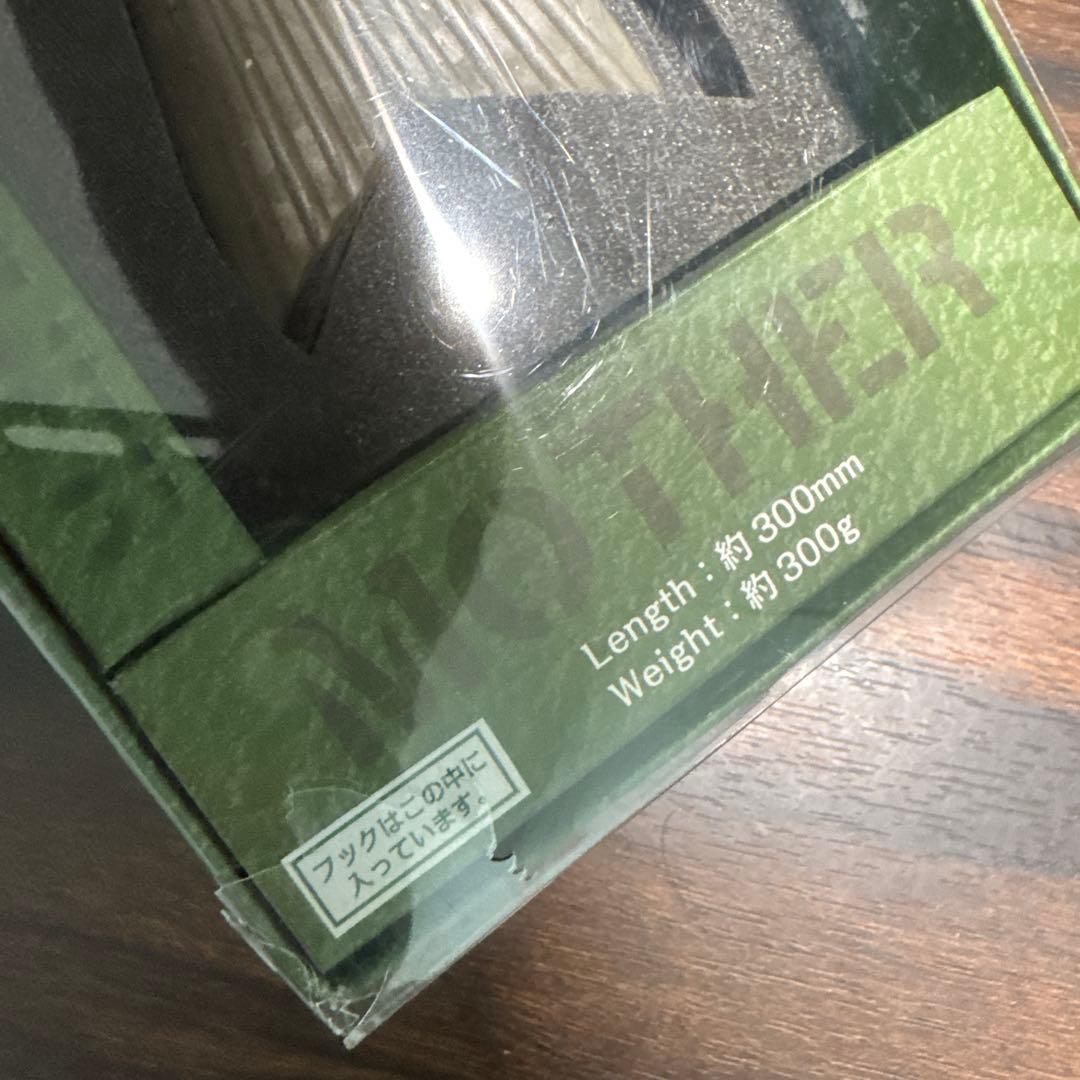 MOTHER
Length：約 300mm
Weight：約 300g
フックはこの中に
入っています。